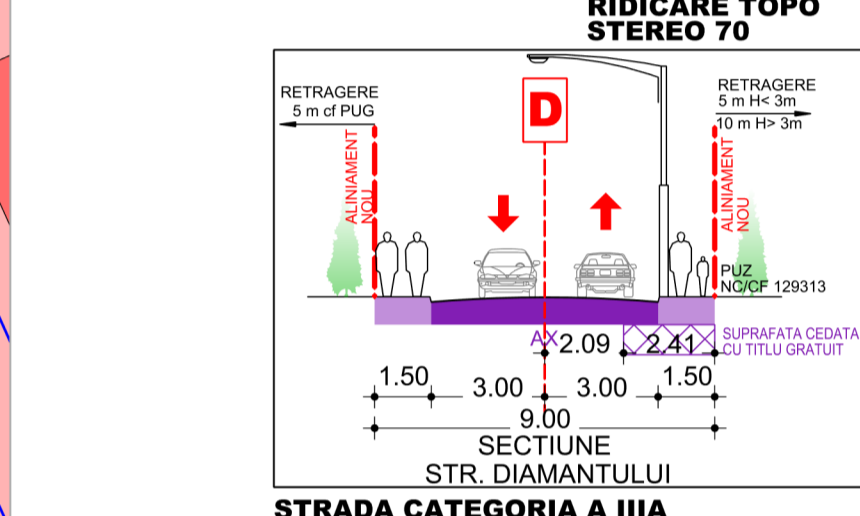 RIDICARE TOPO
STEREO 70
RETRAGERE
5 m cf PUG
D
RETRAGERE
5 m H< 3m
10 m H> 3m
ALINIAMENT
NOU
ALINIAMENT
NOU
PUZ
NC/CF 129313
AX
2.09
2.41
SUPRAFATA CEDATA
CU TITLU GRATUIT
1.50
3.00
3.00
1.50
9.00
SECTIUNE
STR. DIAMANTULUI
STRADA CATEGORIA A IIIA